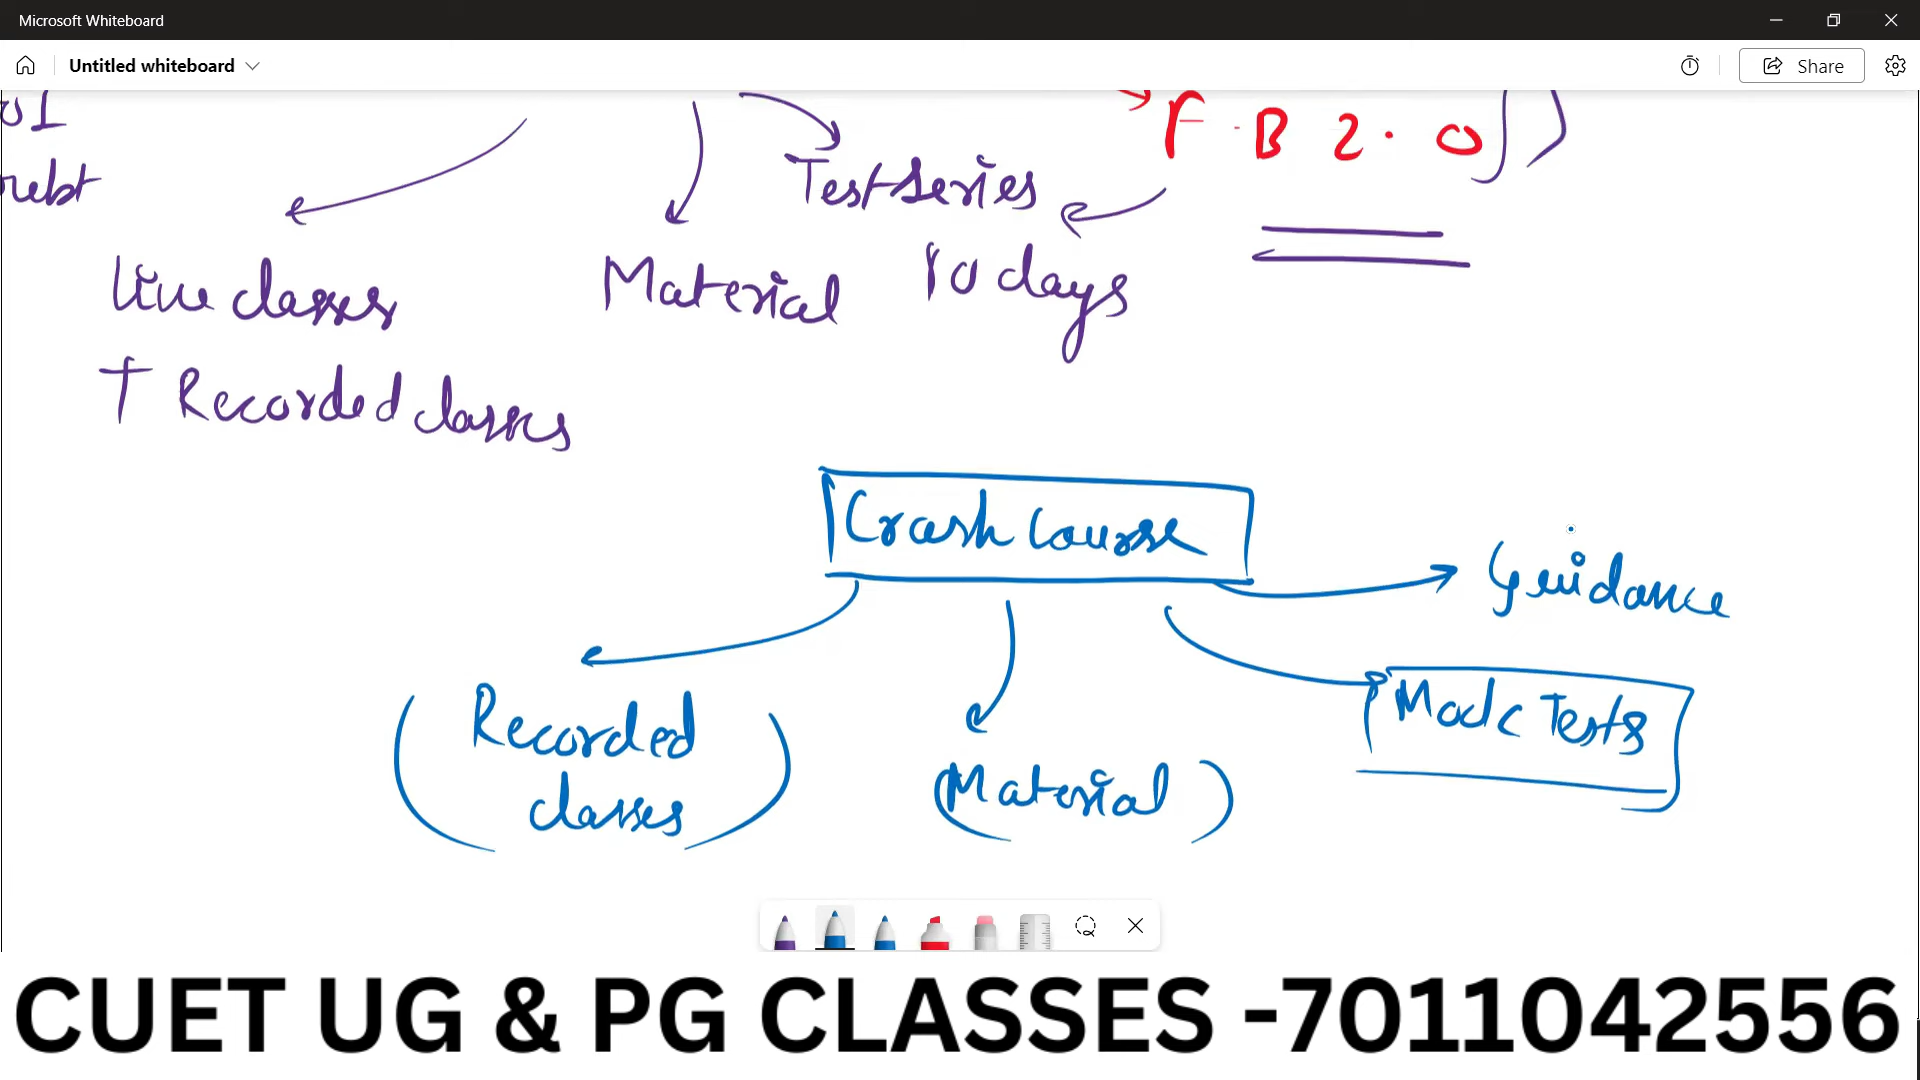 Microsoft Whiteboard
Untitled whiteboard
Share
F.B 2.0
Test Series
Live classes
Material
10 days
+ Recorded classes
Crash Course
Guidance
Recorded
classes
(Material)
Mock Tests
CUET UG & PG CLASSES -7011042556